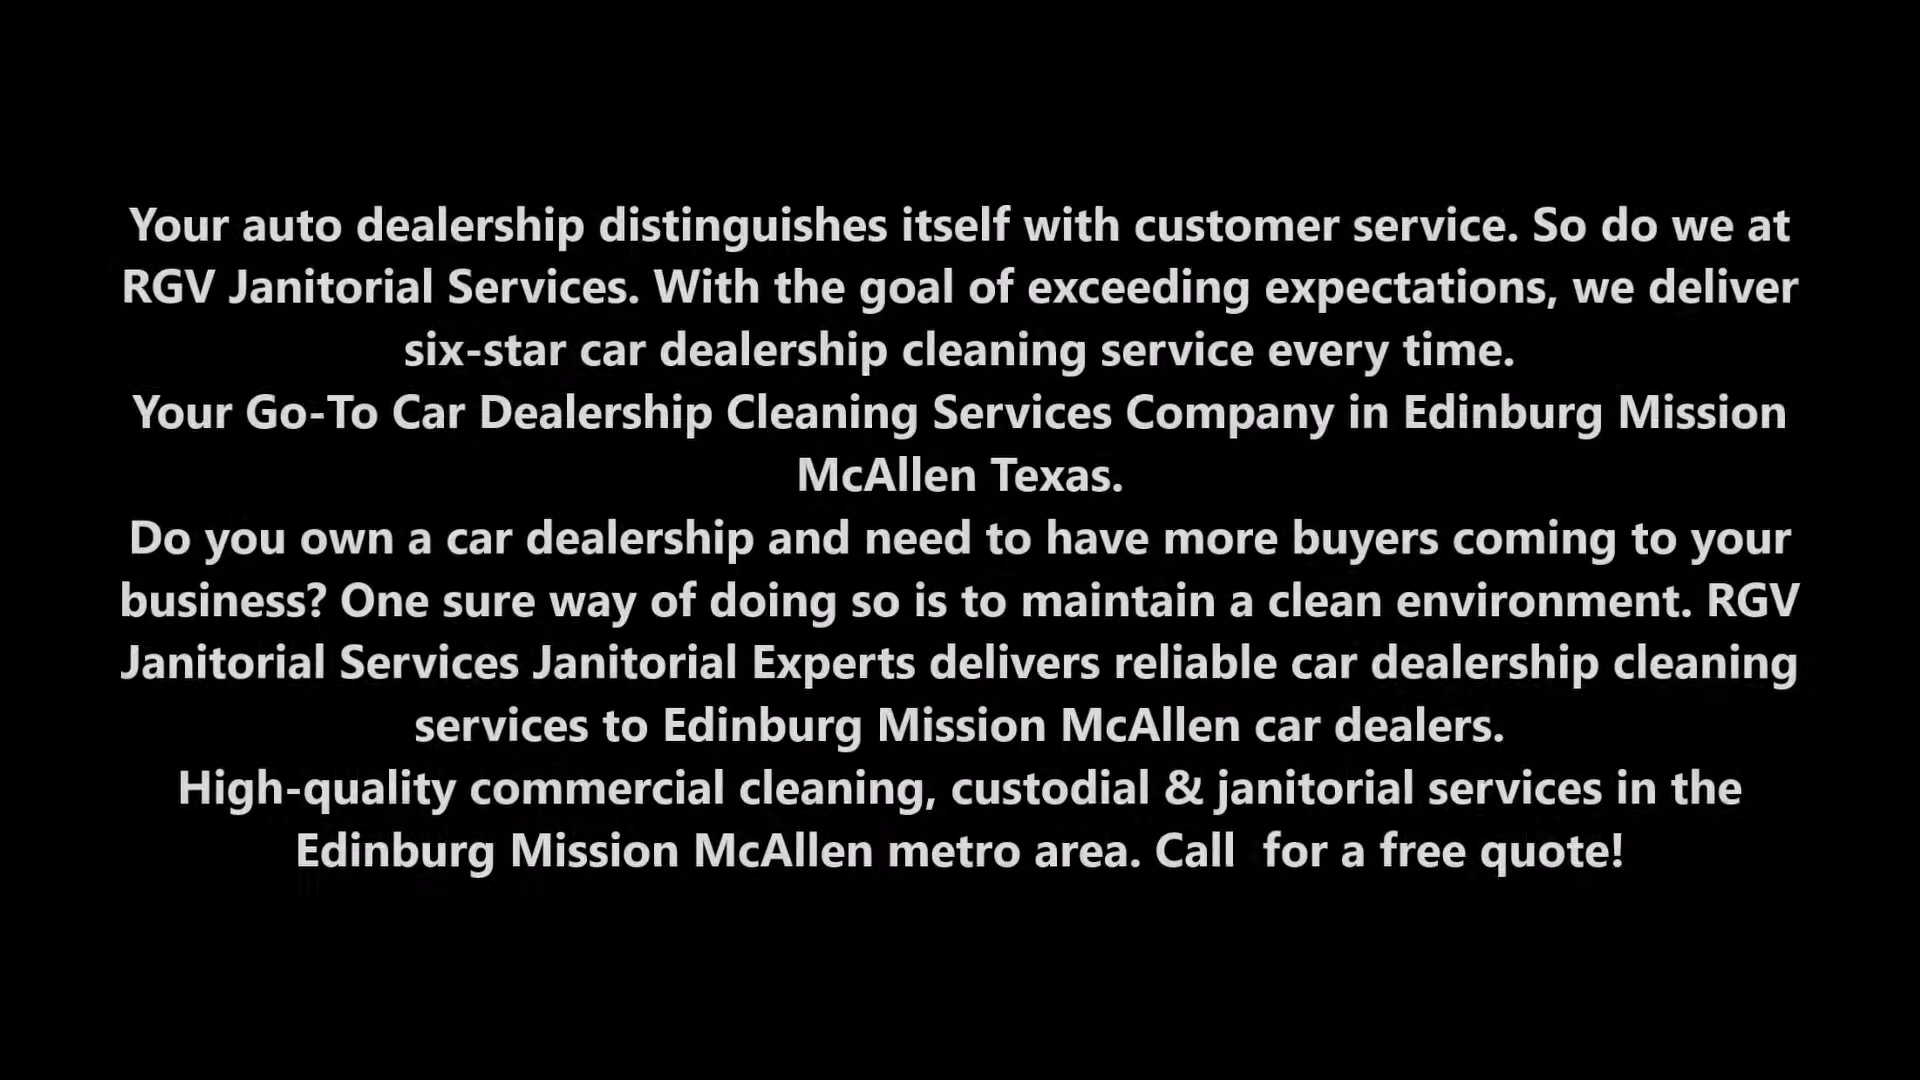 Your auto dealership distinguishes itself with customer service. So do we at
RGV Janitorial Services. With the goal of exceeding expectations, we deliver
six-star car dealership cleaning service every time.
Your Go-To Car Dealership Cleaning Services Company in Edinburg Mission
McAllen Texas.
Do you own a car dealership and need to have more buyers coming to your
business? One sure way of doing so is to maintain a clean environment. RGV
Janitorial Services Janitorial Experts delivers reliable car dealership cleaning
services to Edinburg Mission McAllen car dealers.
High-quality commercial cleaning, custodial & janitorial services in the
Edinburg Mission McAllen metro area. Call  for a free quote!